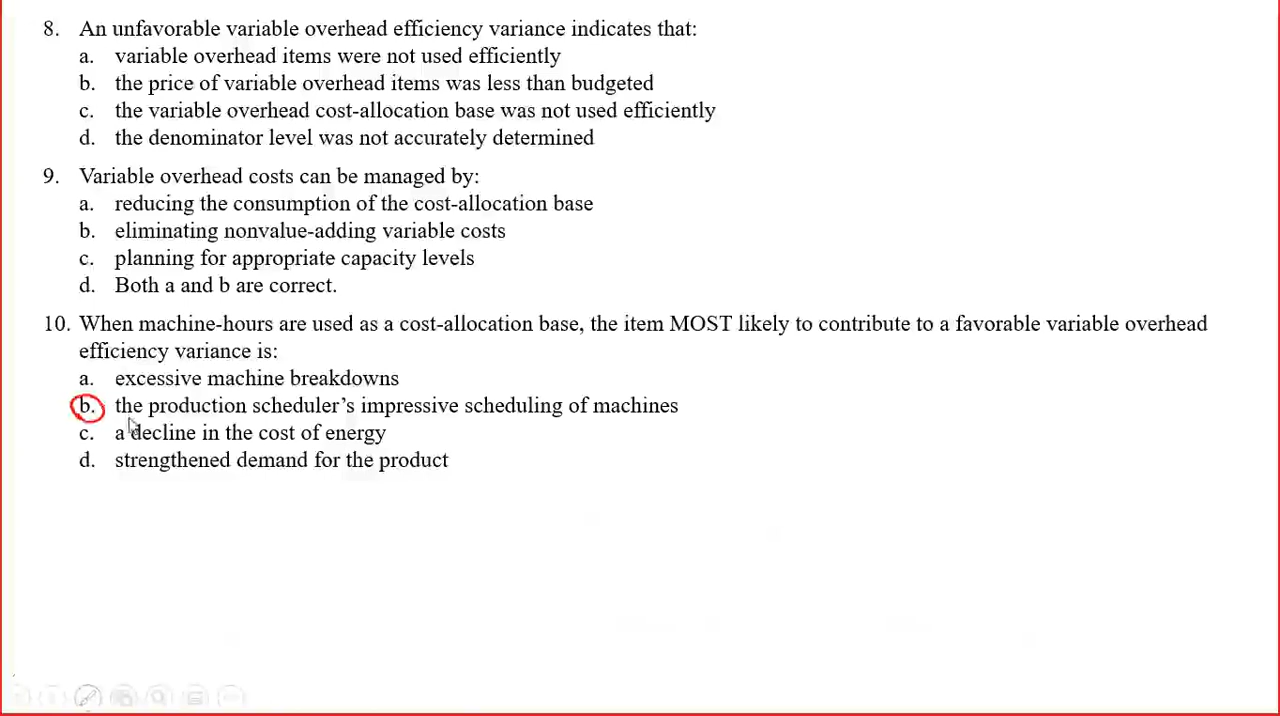 8. An unfavorable variable overhead efficiency variance indicates that:
a. variable overhead items were not used efficiently
b. the price of variable overhead items was less than budgeted
c. the variable overhead cost-allocation base was not used efficiently
d. the denominator level was not accurately determined
9. Variable overhead costs can be managed by:
a. reducing the consumption of the cost-allocation base
b. eliminating nonvalue-adding variable costs
c. planning for appropriate capacity levels
d. Both a and b are correct.
10. When machine-hours are used as a cost-allocation base, the item MOST likely to contribute to a favorable variable overhead
efficiency variance is:
a. excessive machine breakdowns
b. the production scheduler’s impressive scheduling of machines
c. a decline in the cost of energy
d. strengthened demand for the product